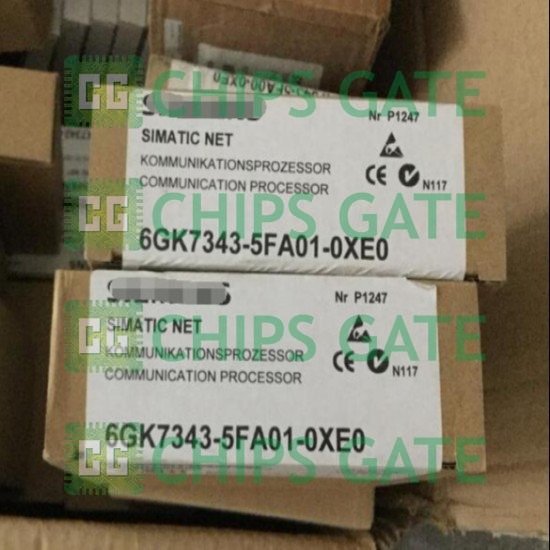 CHIPS GATE
Nr P1247
SIMATIC NET
KOMMUNIKATIONSPROZESSOR
COMMUNICATION PROCESSOR
N117
CHIPS GATE
6GK7343-5FA01-0XE0
Nr P1247
SIMATIC NET
CHIPS GATE
KOMMUNIKATIONSPROZESSOR
COMMUNICATION PROCESSOR
N117
6GK7343-5FA01-0XE0
CHIPS GATE